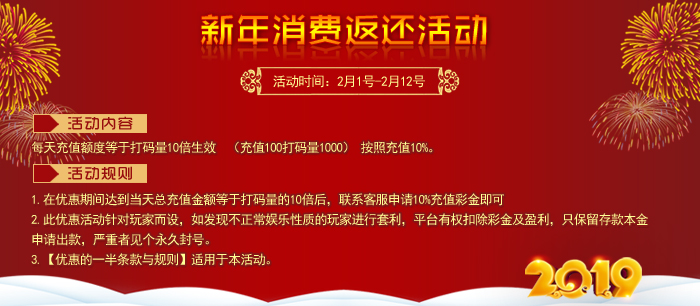 新年消费返还活动
活动时间：2月1号-2月12号
活动内容
每天充值额度等于打码量10倍生效 （充值100打码量1000） 按照充值10%。
活动规则
1. 在优惠期间达到当天总充值金额等于打码量的10倍后，联系客服申请10%充值彩金即可
2. 此优惠活动针对玩家而设，如发现不正常娱乐性质的玩家进行套利，平台有权扣除彩金及盈利，只保留存款本金
申请出款，严重者见个永久封号。
3.【优惠的一半条款与规则】适用于本活动。
2019